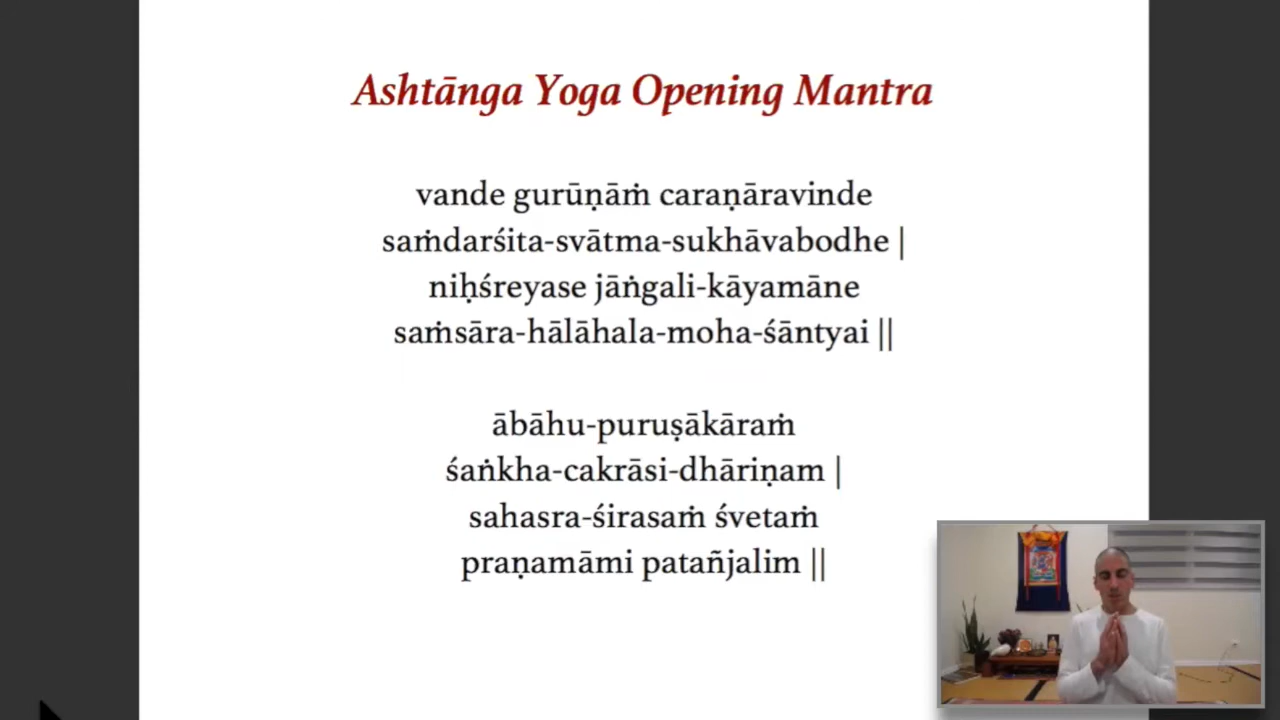 Ashtānga Yoga Opening Mantra
vande gurūṇāṁ caraṇāravinde
saṁdarśita-svātma-sukhāvabodhe |
niḥśreyase jāṅgali-kāyamāne
saṁsāra-hālāhala-moha-śāntyai ||
ābāhu-puruṣākāraṁ
śaṅkha-cakrāsi-dhāriṇam |
sahasra-śirasaṁ śvetaṁ
praṇamāmi patañjalim ||